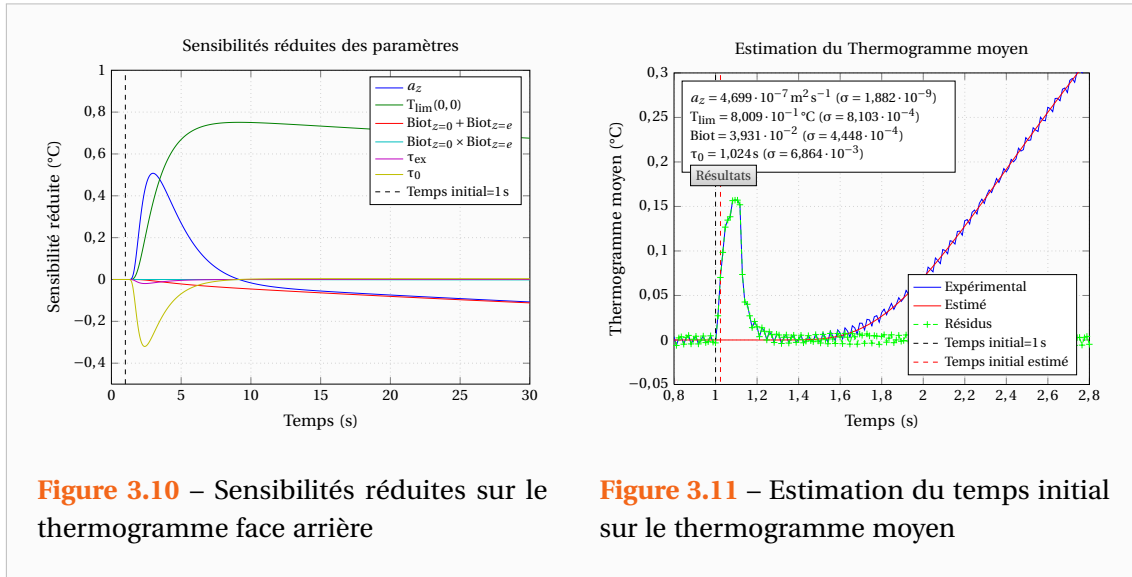 Sensibilités réduites des paramètres
Sensibilité réduite (°C)
1
0.8
0.6
0.4
0.2
0
−0.2
−0,4
0
5
10
15
20
25
30
Temps (s)
a_z
T_lim(0,0)
Biot_z=0 + Biot_z=e
Biot_z=0 × Biot_z=e
τ_ex
τ_0
Temps initial=1 s
Figure 3.10 – Sensibilités réduites sur le
thermogramme face arrière
Estimation du Thermogramme moyen
Thermogramme moyen (°C)
0,3
0,25
0,2
0,15
0,1
0,05
0
−0,05
0,8
1
1,2
1,4
1,6
1,8
2
2,2
2,4
2,6
2,8
Temps (s)
a_z = 4,699·10⁻⁷ m² s⁻¹ (σ = 1,882·10⁻⁹)
T_lim = 8,009·10⁻¹ °C (σ = 8,103·10⁻⁴)
Biot = 3,931·10⁻² (σ = 4,448·10⁻⁴)
τ_0 = 1,024 s (σ = 6,864·10⁻³)
Résultats
Expérimental
Estimé
Résidus
Temps initial=1 s
Temps initial estimé
Figure 3.11 – Estimation du temps initial
sur le thermogramme moyen